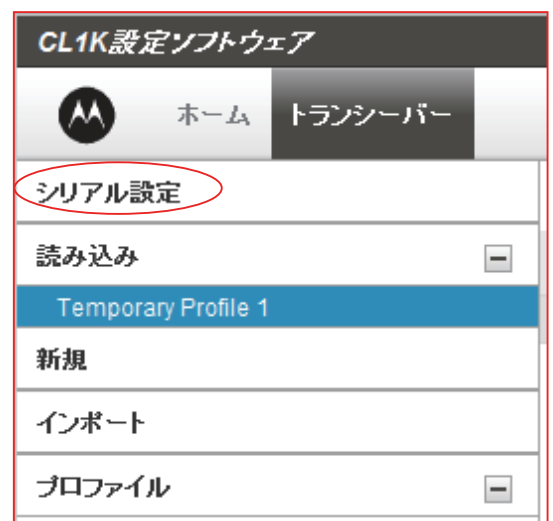 CL1K設定ソフトウェア
ホーム トランシーバー
シリアル設定
読み込み
Temporary Profile 1
新規
インポート
プロファイル